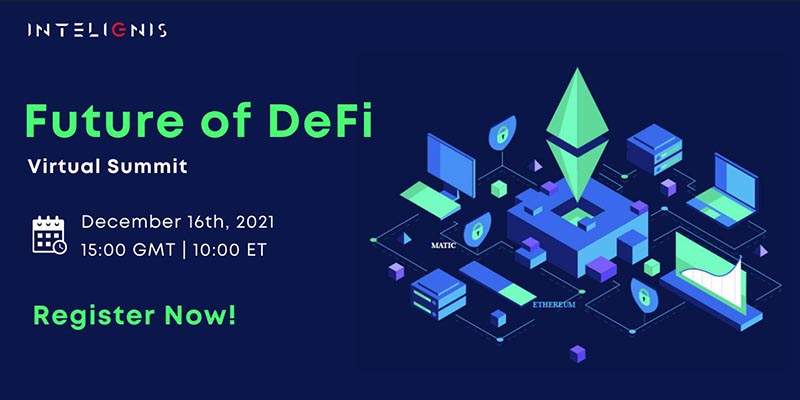 INTELIGNIS
Future of DeFi
Virtual Summit
December 16th, 2021
15:00 GMT | 10:00 ET
Register Now!
MATIC
ETHEREUM